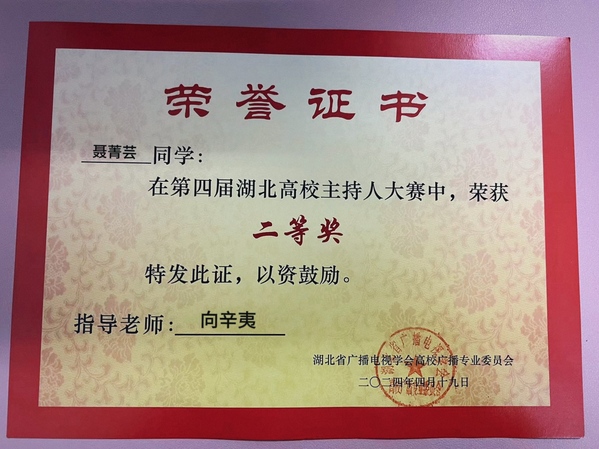 荣誉证书
聂菁芸同学：
在第四届湖北高校主持人大赛中，荣获
二等奖
特发此证，以资鼓励。
指导老师：向辛夷
湖北省广播电视学会高校广播专业委员会
二〇二四年四月十九日